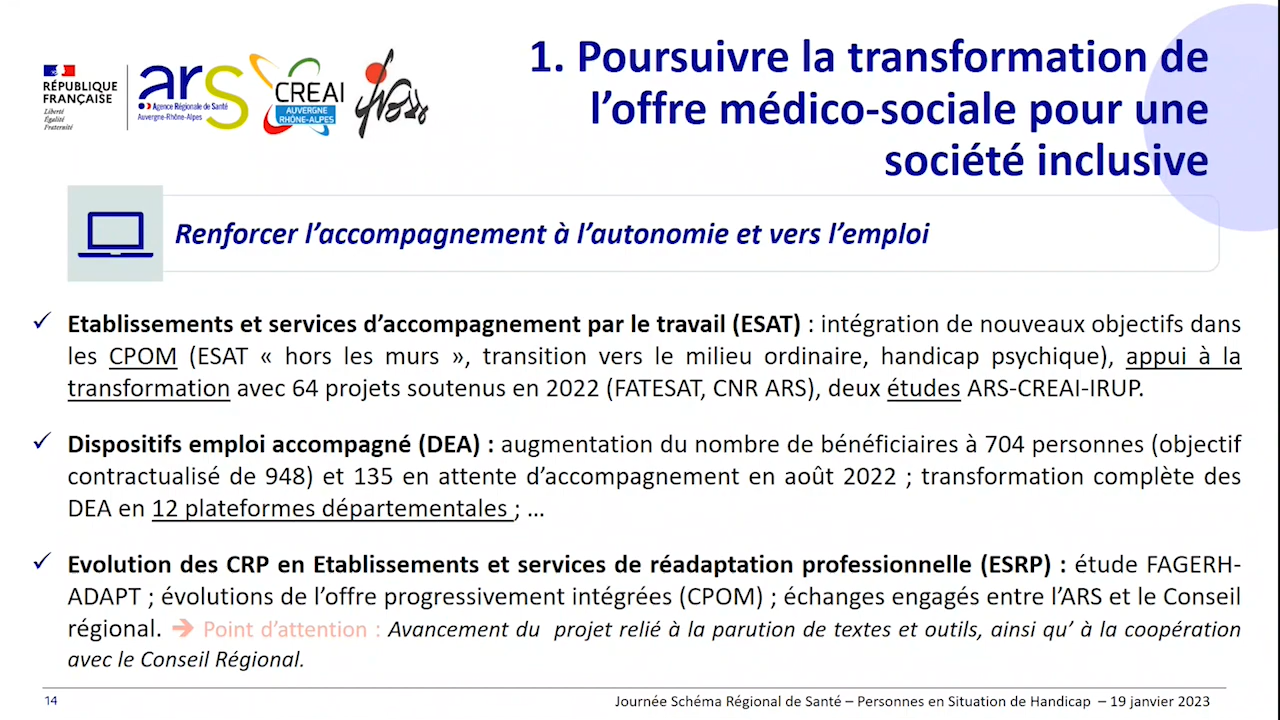 1. Poursuivre la transformation de
l’offre médico-sociale pour une
société inclusive
RÉPUBLIQUE
FRANÇAISE
Liberté
Égalité
Fraternité
ars
Agence Régionale de Santé
Auvergne-Rhône-Alpes
CREAI
AUVERGNE
RHÔNE-ALPES
Renforcer l’accompagnement à l’autonomie et vers l’emploi
✓ Etablissements et services d’accompagnement par le travail (ESAT) : intégration de nouveaux objectifs dans
les CPOM (ESAT « hors les murs », transition vers le milieu ordinaire, handicap psychique), appui à la
transformation avec 64 projets soutenus en 2022 (FATESAT, CNR ARS), deux études ARS-CREAI-IRUP.
✓ Dispositifs emploi accompagné (DEA) : augmentation du nombre de bénéficiaires à 704 personnes (objectif
contractualisé de 948) et 135 en attente d’accompagnement en août 2022 ; transformation complète des
DEA en 12 plateformes départementales ; ...
✓ Evolution des CRP en Etablissements et services de réadaptation professionnelle (ESRP) : étude FAGERH-
ADAPT ; évolutions de l’offre progressivement intégrées (CPOM) ; échanges engagés entre l’ARS et le Conseil
régional. ➔ Point d’attention : Avancement du projet relié à la parution de textes et outils, ainsi qu’ à la coopération
avec le Conseil Régional.
14
Journée Schéma Régional de Santé – Personnes en Situation de Handicap – 19 janvier 2023